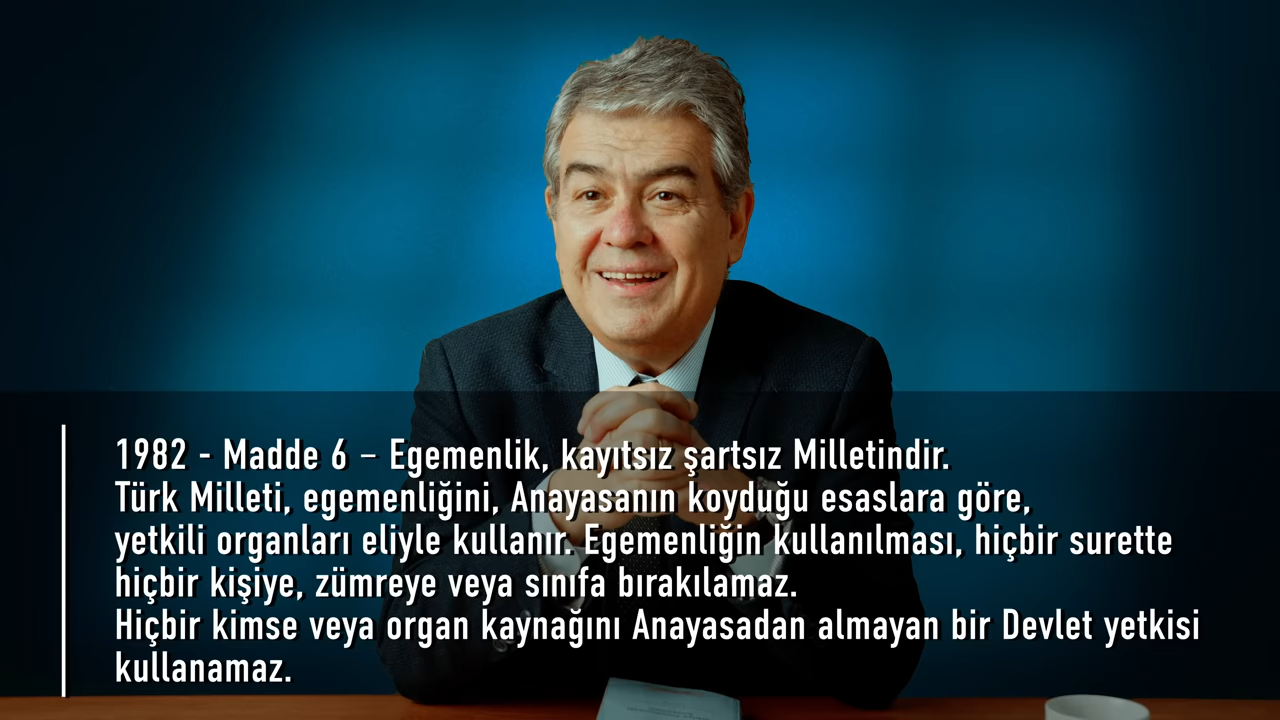 1982 - Madde 6 – Egemenlik, kayıtsız şartsız Milletindir.
Türk Milleti, egemenliğini, Anayasanın koyduğu esaslara göre,
yetkili organları eliyle kullanır. Egemenliğin kullanılması, hiçbir surette
hiçbir kişiye, zümreye veya sınıfa bırakılamaz.
Hiçbir kimse veya organ kaynağını Anayasadan almayan bir Devlet yetkisi
kullanamaz.